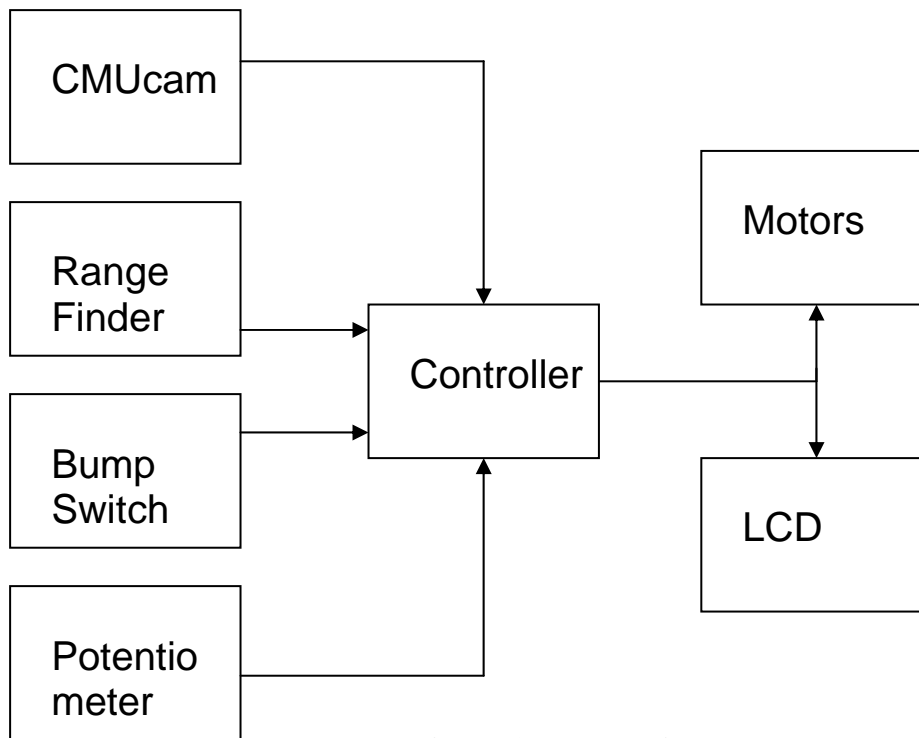 CMUcam
Range
Finder
Bump
Switch
Potentio
meter
Controller
Motors
LCD